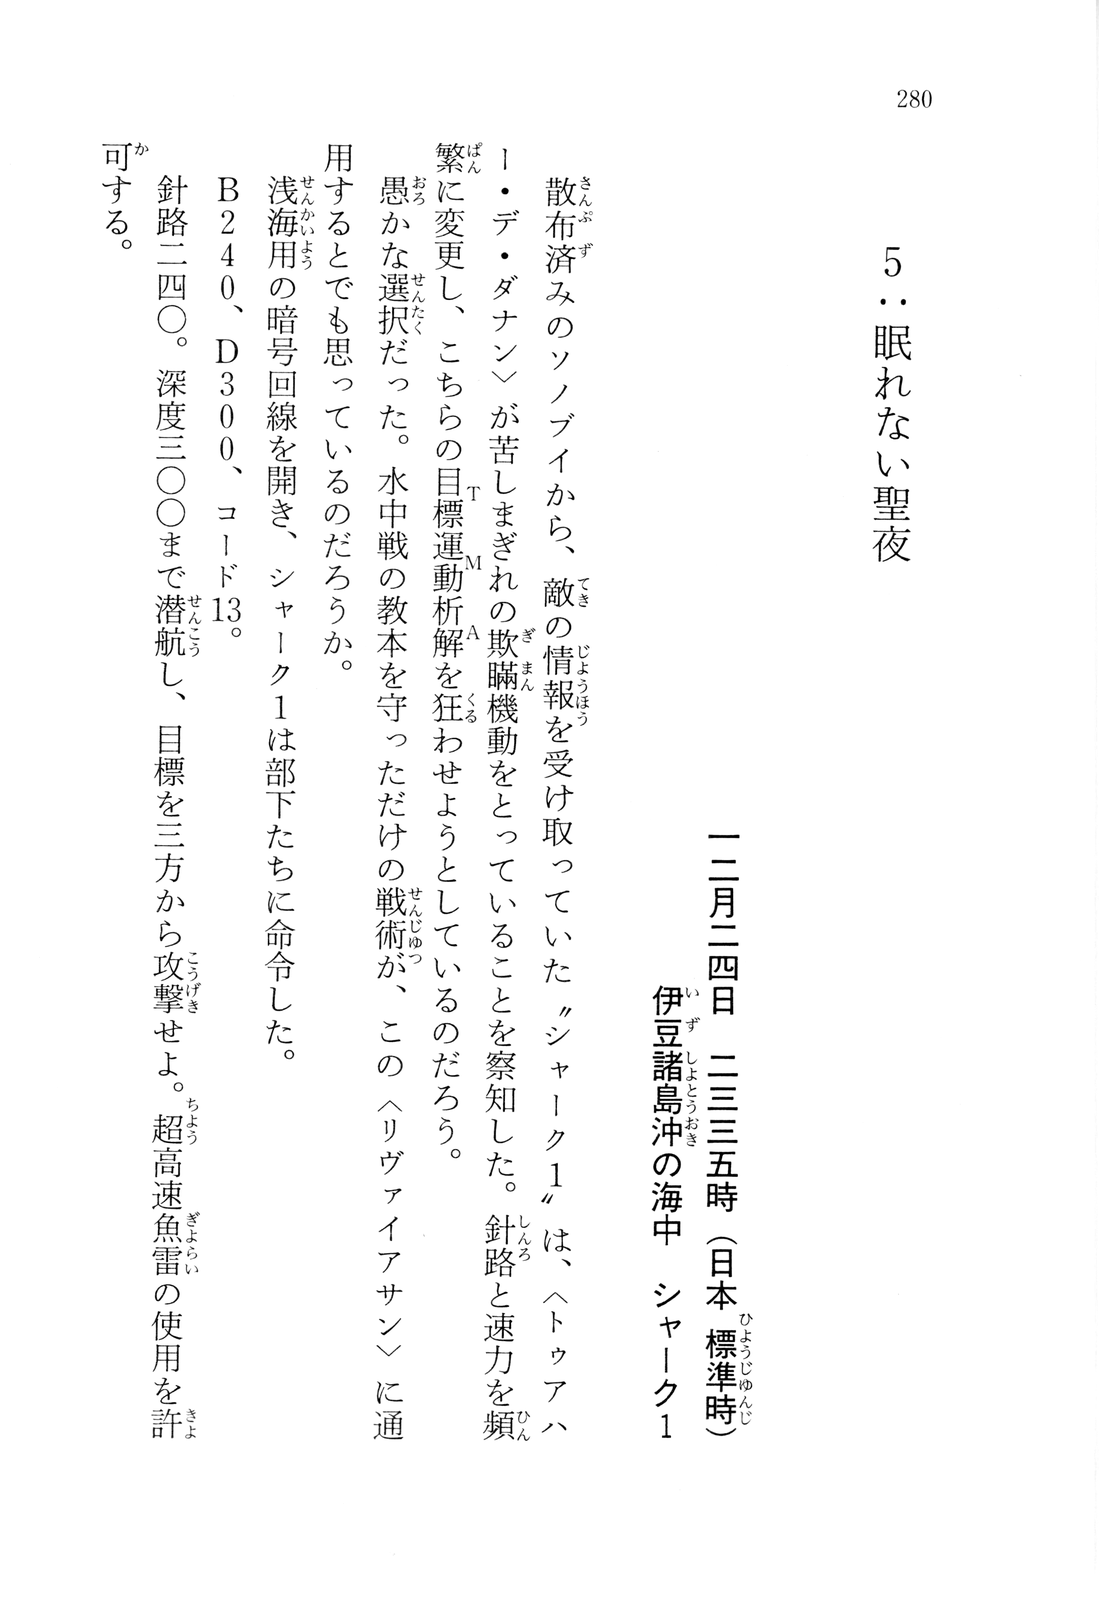 280
5：眠れない聖夜
一二月二四日　二三三五時（日本標準時）
伊豆諸島沖の海中　シャーク1
散布済みのソノブイから、敵の情報を受け取っていた〝シャーク1〟は、〈トゥアハ
ー・デ・ダナン〉が苦しまぎれの欺瞞機動をとっていることを察知した。針路と速力を頻
繁に変更し、こちらの目標運動析解を狂わせようとしているのだろう。
愚かな選択だった。水中戦の教本を守っただけの戦術が、この〈リヴァイアサン〉に通
用するとでも思っているのだろうか。
浅海用の暗号回線を開き、シャーク1は部下たちに命令した。
B240、D300、コード13。
針路二四〇。深度三〇〇まで潜航し、目標を三方から攻撃せよ。超高速魚雷の使用を許
可する。